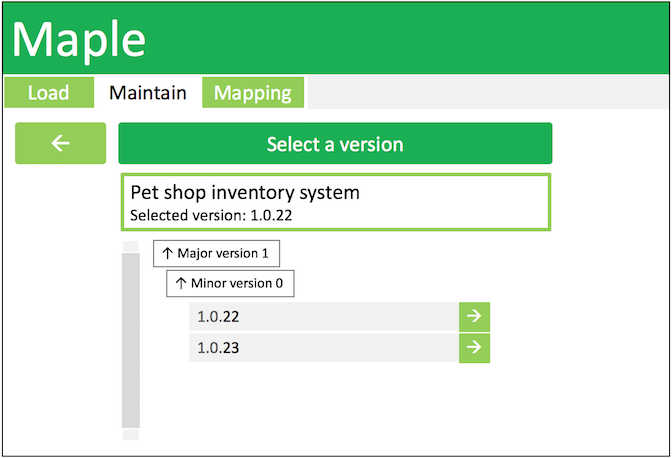 Maple
Load Maintain Mapping
← Select a version
Pet shop inventory system
Selected version: 1.0.22
↑ Major version 1
↑ Minor version 0
1.0.22 →
1.0.23 →